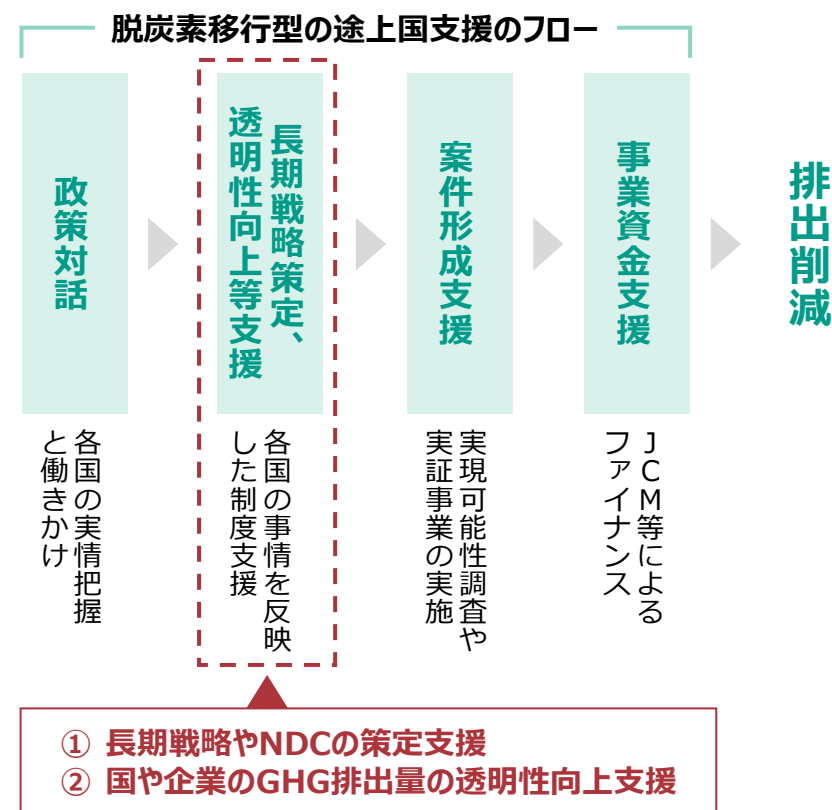 脱炭素移行型の途上国支援のフロー
政策対話
各国の実情把握
と働きかけ
長期戦略策定、
透明性向上等支援
各国の事情を反映
した制度支援
案件形成支援
実現可能性調査や
実証事業の実施
事業資金支援
JCM等による
ファイナンス
排出削減
① 長期戦略やNDCの策定支援
② 国や企業のGHG排出量の透明性向上支援